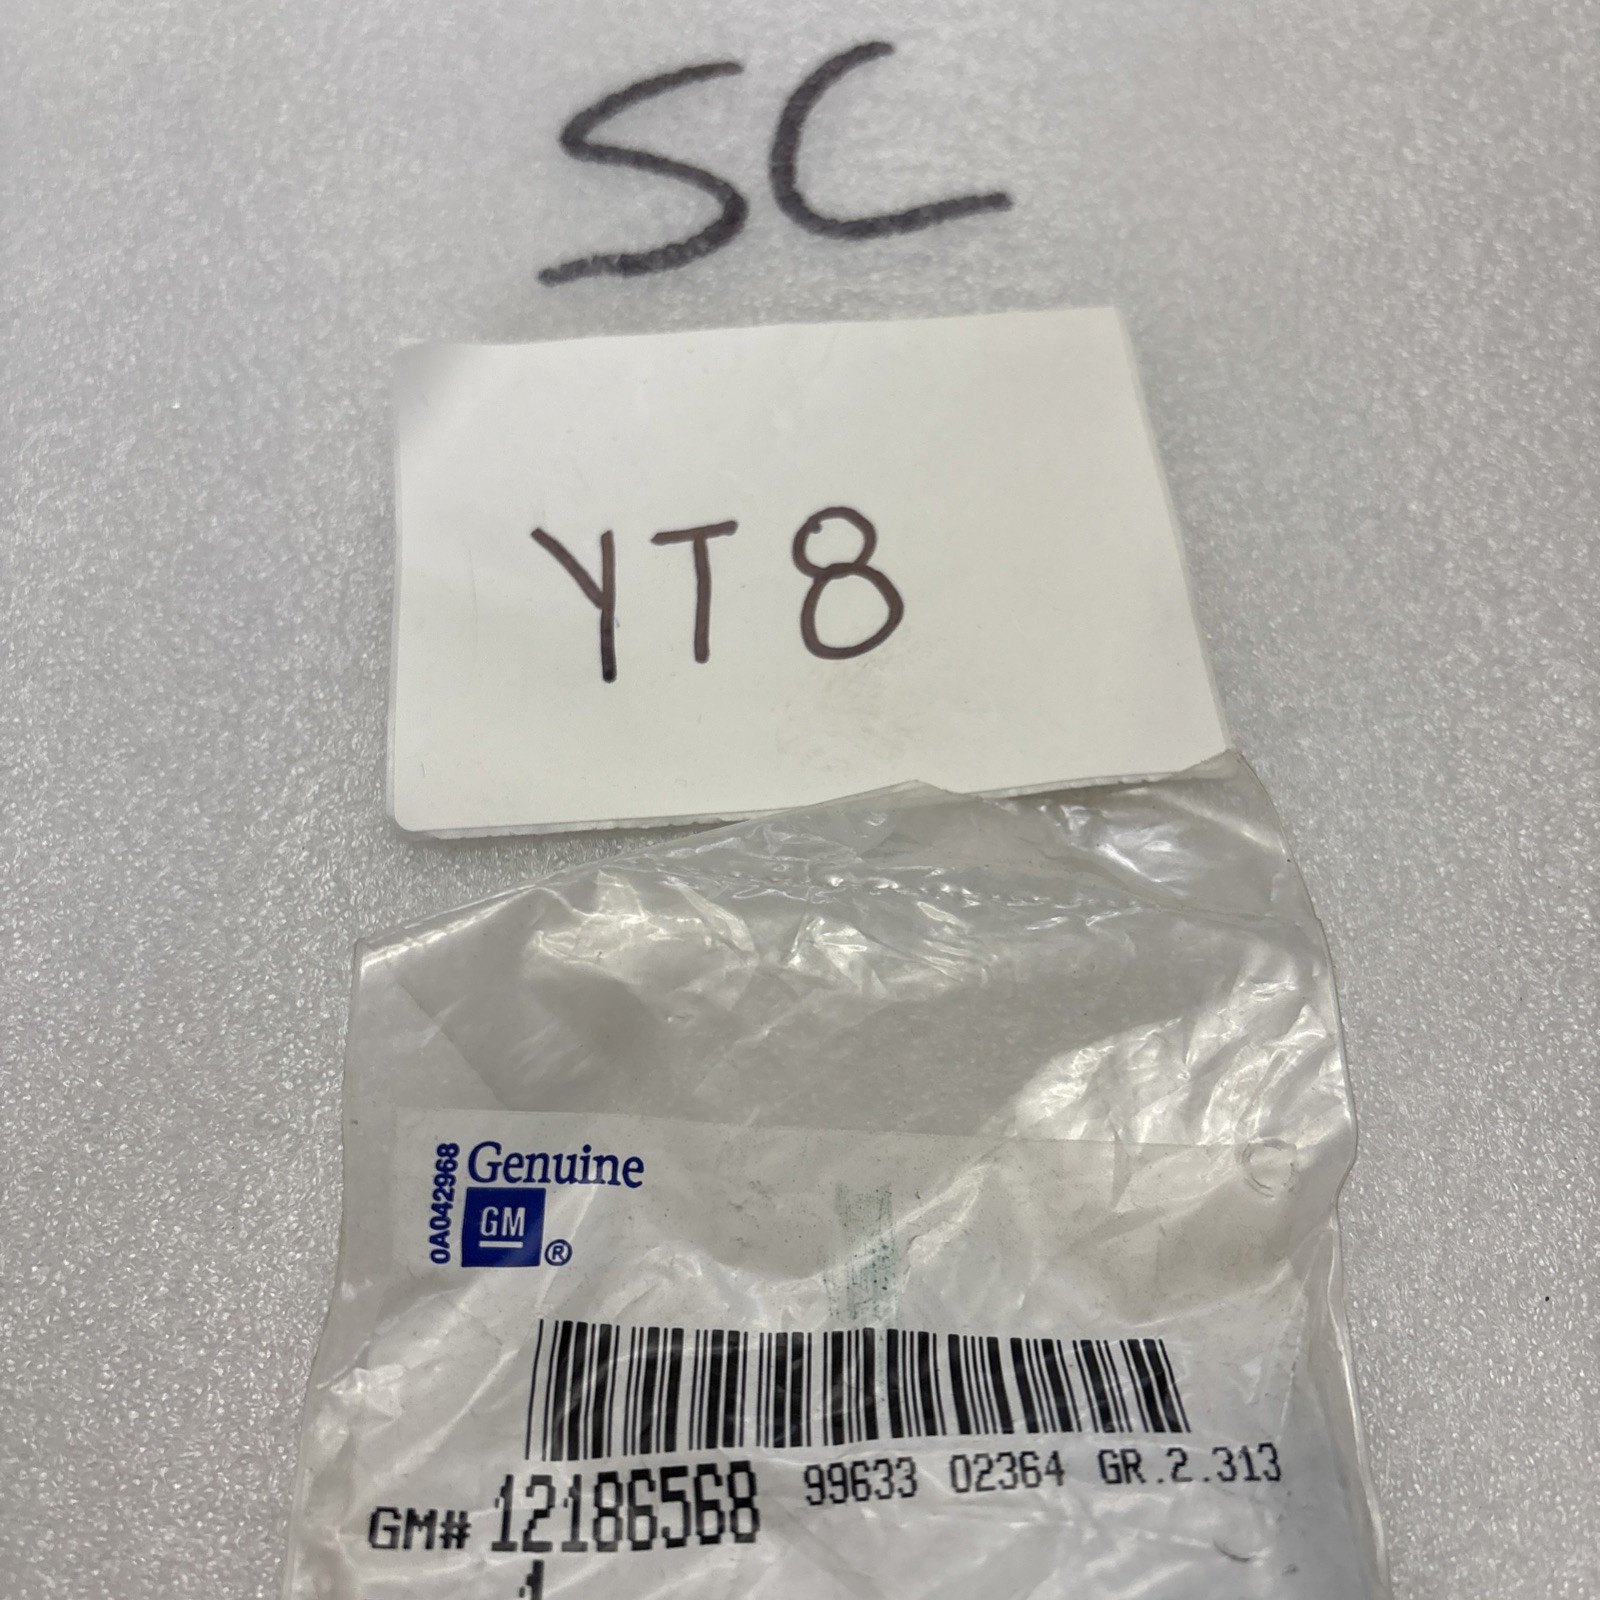 SC
YT8
0A042968
Genuine
GM ®
GM# 12186568 99633 02364 GR.2.313
1